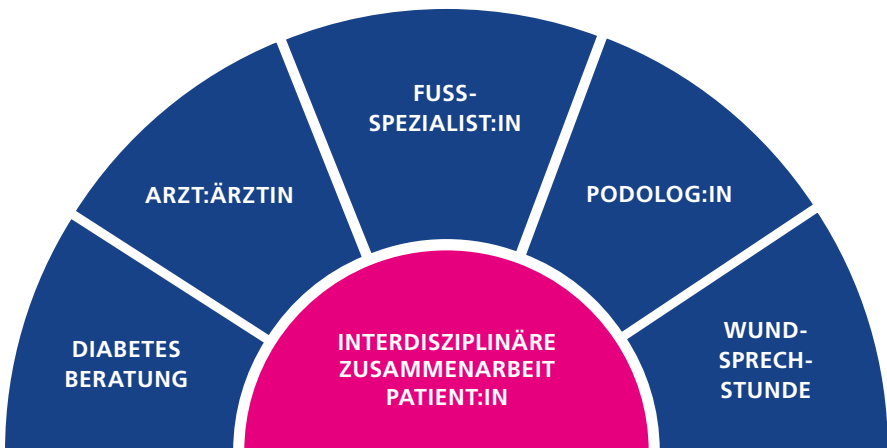 FUSS-
SPEZIALIST:IN
ARZT:ÄRZTIN
PODOLOG:IN
DIABETES
BERATUNG
INTERDISZIPLINÄRE
ZUSAMMENARBEIT
PATIENT:IN
WUND-
SPRECH-
STUNDE